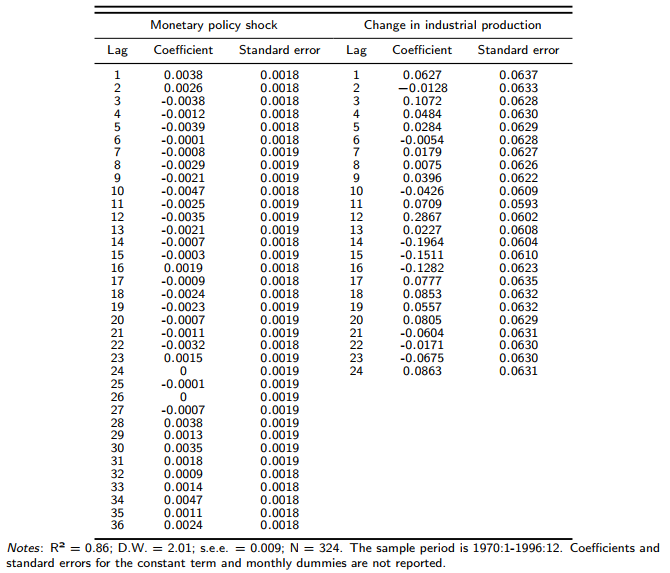 Monetary policy shock Change in industrial production
Lag Coefficient Standard error Lag Coefficient Standard error
1 0.0038 0.0018 1 0.0627 0.0637
2 0.0026 0.0018 2 −0.0128 0.0633
3 -0.0038 0.0018 3 0.1072 0.0628
4 -0.0012 0.0018 4 0.0484 0.0630
5 -0.0039 0.0018 5 0.0284 0.0629
6 -0.0001 0.0018 6 -0.0054 0.0628
7 -0.0008 0.0019 7 0.0179 0.0627
8 -0.0029 0.0019 8 0.0075 0.0626
9 -0.0021 0.0019 9 0.0396 0.0622
10 -0.0047 0.0018 10 -0.0426 0.0609
11 -0.0025 0.0019 11 0.0709 0.0593
12 -0.0035 0.0019 12 0.2867 0.0602
13 -0.0021 0.0019 13 0.0227 0.0608
14 -0.0007 0.0018 14 -0.1964 0.0604
15 -0.0003 0.0019 15 -0.1511 0.0610
16 0.0019 0.0018 16 -0.1282 0.0623
17 -0.0009 0.0018 17 0.0777 0.0635
18 -0.0024 0.0018 18 0.0853 0.0632
19 -0.0023 0.0019 19 0.0557 0.0632
20 -0.0007 0.0019 20 0.0805 0.0629
21 -0.0011 0.0019 21 -0.0604 0.0631
22 -0.0032 0.0018 22 -0.0171 0.0630
23 0.0015 0.0019 23 -0.0675 0.0630
24 0 0.0019 24 0.0863 0.0631
25 -0.0001 0.0019
26 0 0.0019
27 -0.0007 0.0019
28 0.0038 0.0019
29 0.0013 0.0019
30 0.0035 0.0019
31 0.0018 0.0019
32 0.0009 0.0018
33 0.0014 0.0018
34 0.0047 0.0018
35 0.0011 0.0018
36 0.0024 0.0018
Notes: R² = 0.86; D.W. = 2.01; s.e.e. = 0.009; N = 324. The sample period is 1970:1-1996:12. Coefficients and
standard errors for the constant term and monthly dummies are not reported.